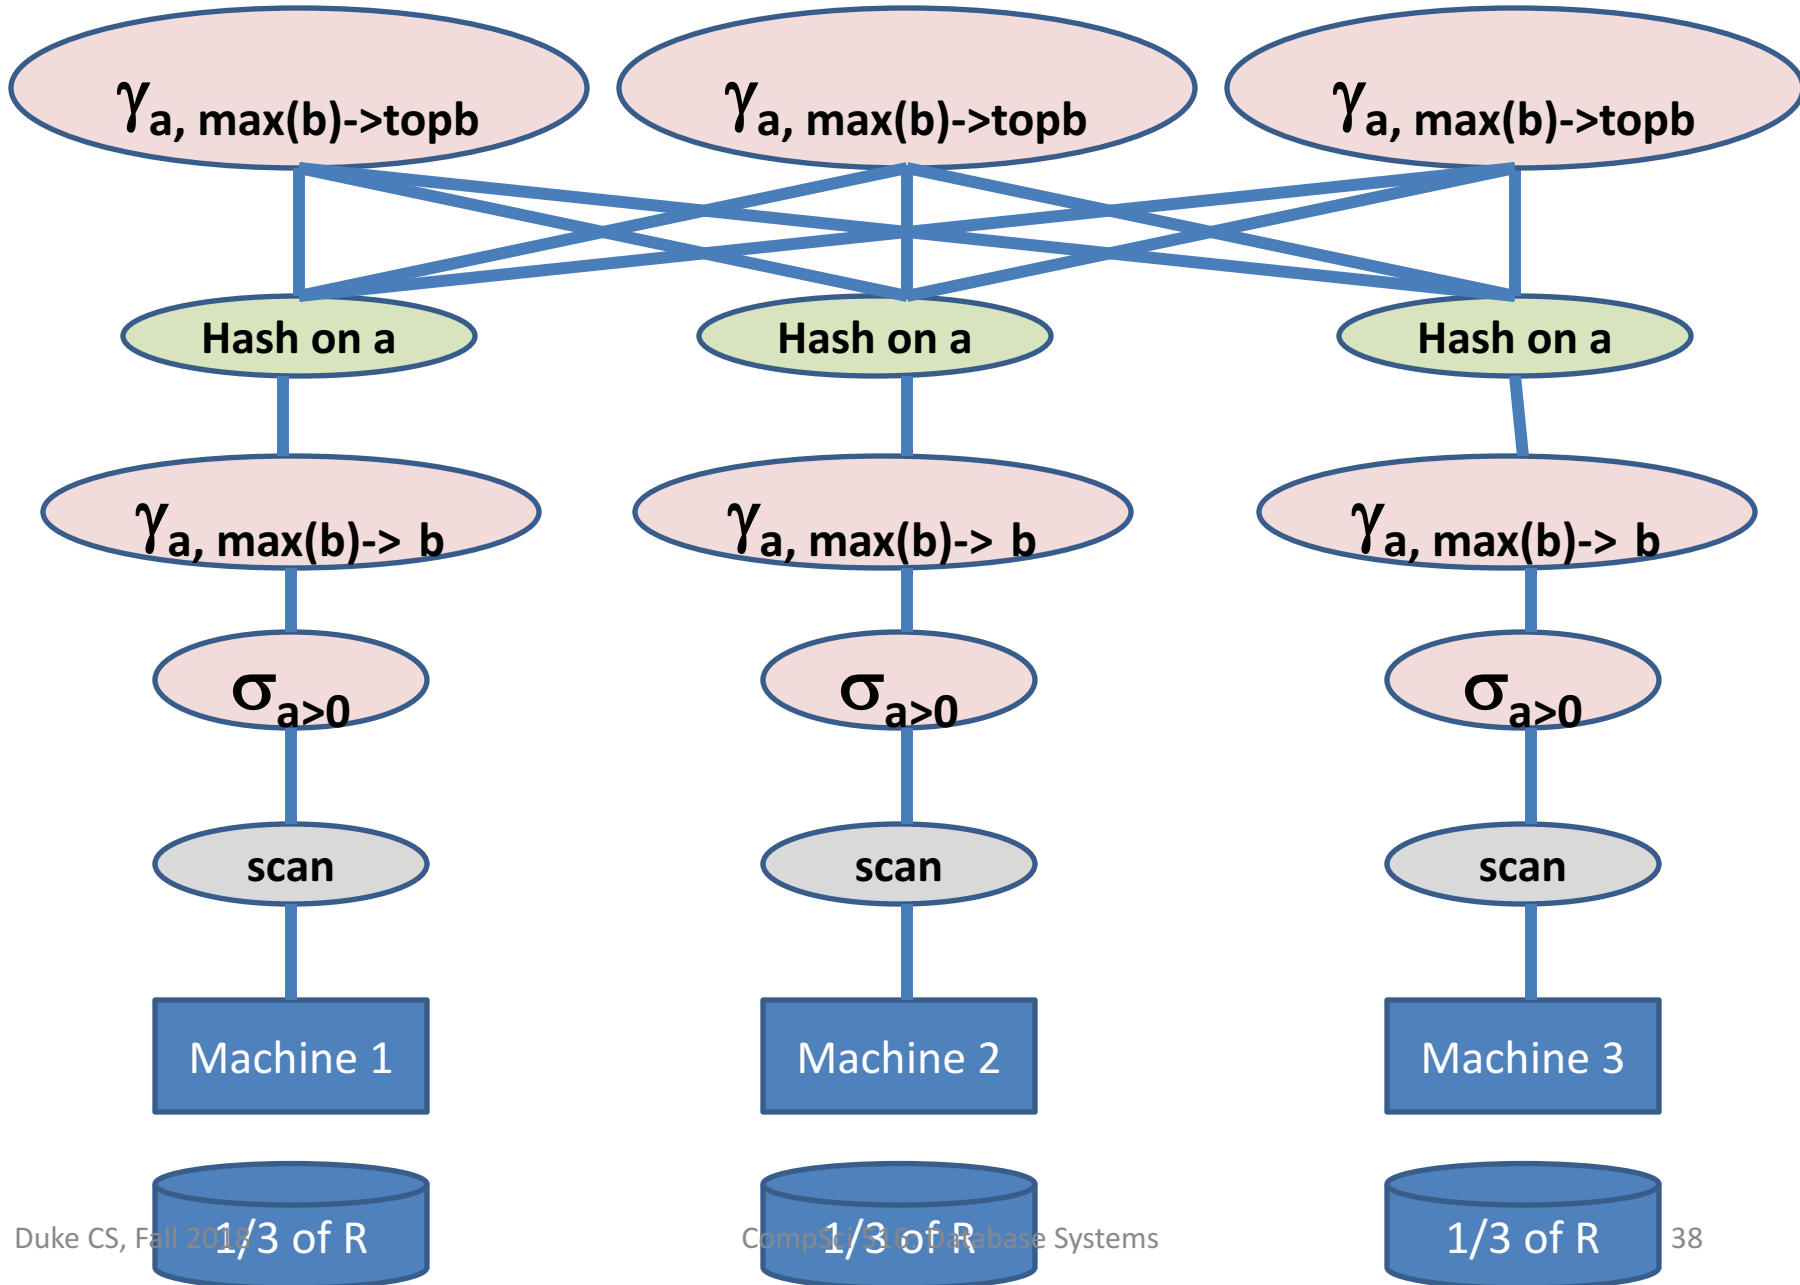 γa, max(b)->topb γa, max(b)->topb γa, max(b)->topb
Hash on a Hash on a Hash on a
γa, max(b)-> b γa, max(b)-> b γa, max(b)-> b
σa>0 σa>0 σa>0
scan scan scan
Machine 1 Machine 2 Machine 3
1/3 of R 1/3 of R 1/3 of R
Duke CS, Fall 2018 CompSci 516: Database Systems 38